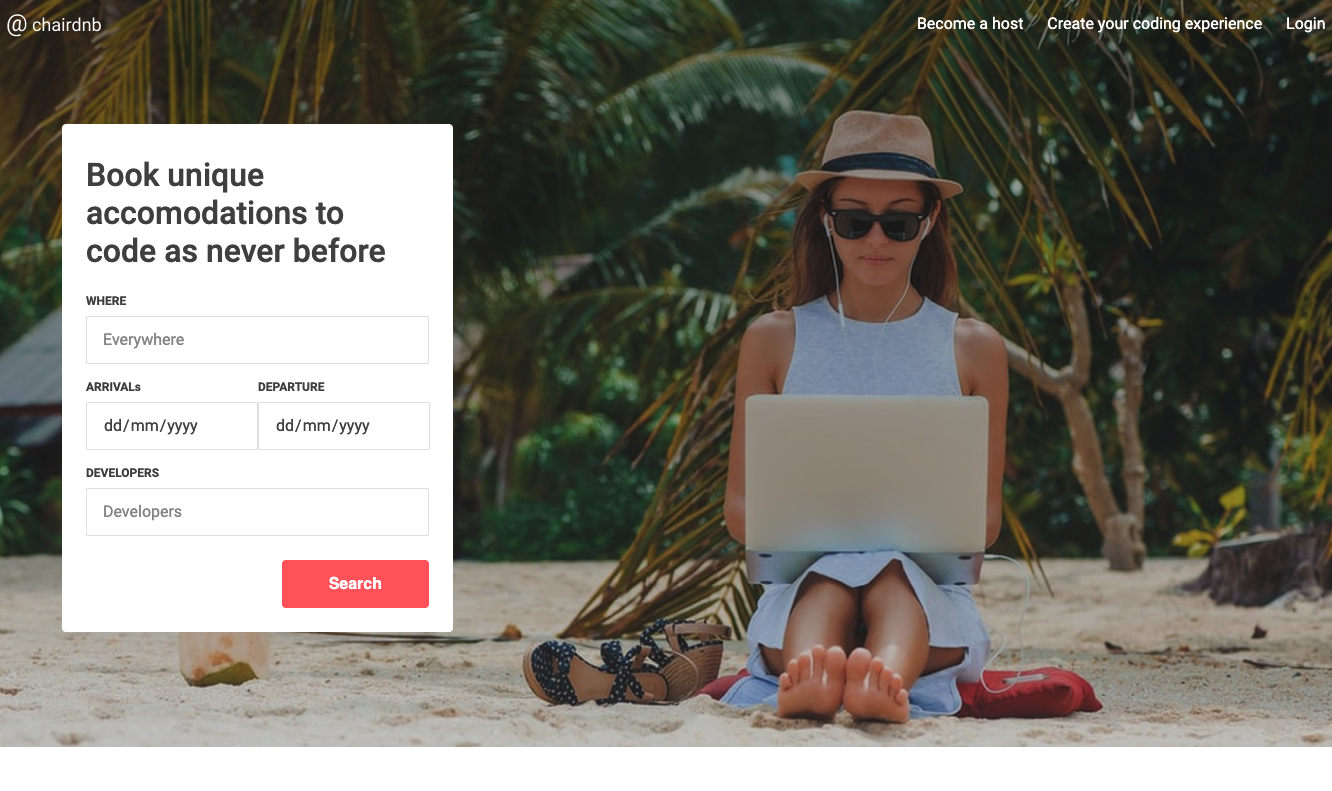 @ chairdnb
Become a host Create your coding experience Login
Book unique
accomodations to
code as never before
WHERE
Everywhere
ARRIVALs DEPARTURE
dd/mm/yyyy dd/mm/yyyy
DEVELOPERS
Developers
Search